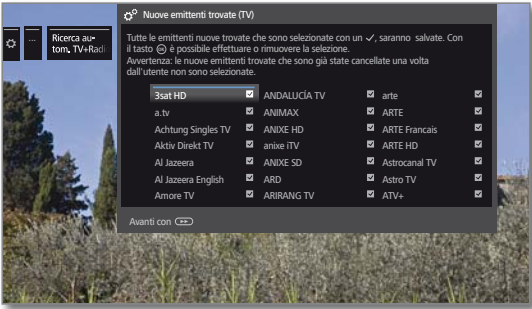 Nuove emittenti trovate (TV)
...
Ricerca au-
tom. TV+Radi
Tutte le emittenti nuove trovate che sono selezionate con un ✓, saranno salvate. Con
il tasto OK è possibile effettuare o rimuovere la selezione.
Avvertenza: le nuove emittenti trovate che sono già state cancellate una volta
dall'utente non sono selezionate.
3sat HD ANDALUCÍA TV arte
a.tv ANIMAX ARTE
Achtung Singles TV ANIXE HD ARTE Francais
Aktiv Direkt TV anixe iTV ARTE HD
Al Jazeera ANIXE SD Astrocanal TV
Al Jazeera English ARD Astro TV
Amore TV ARIRANG TV ATV+
Avanti con